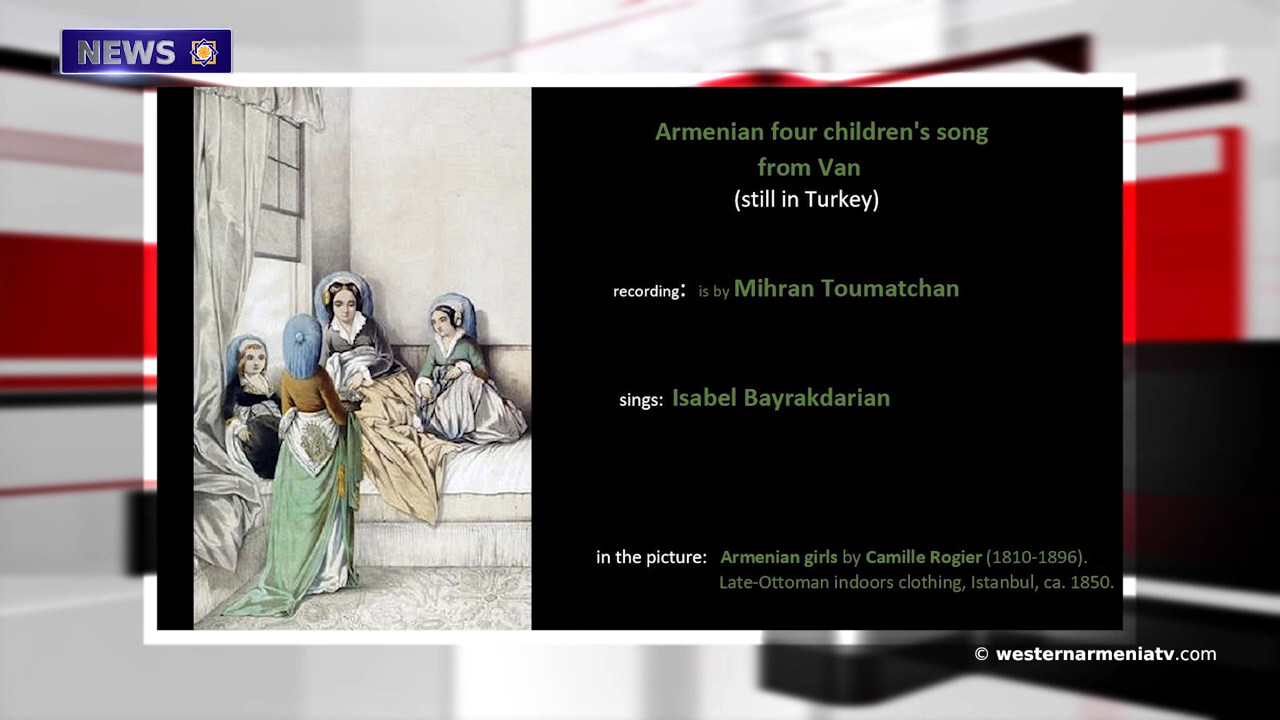 NEWS
Armenian four children's song
from Van
(still in Turkey)
recording: is by Mihran Toumatchan
sings: Isabel Bayrakdarian
in the picture: Armenian girls by Camille Rogier (1810-1896).
Late-Ottoman indoors clothing, Istanbul, ca. 1850.
© westernarmeniatv.com